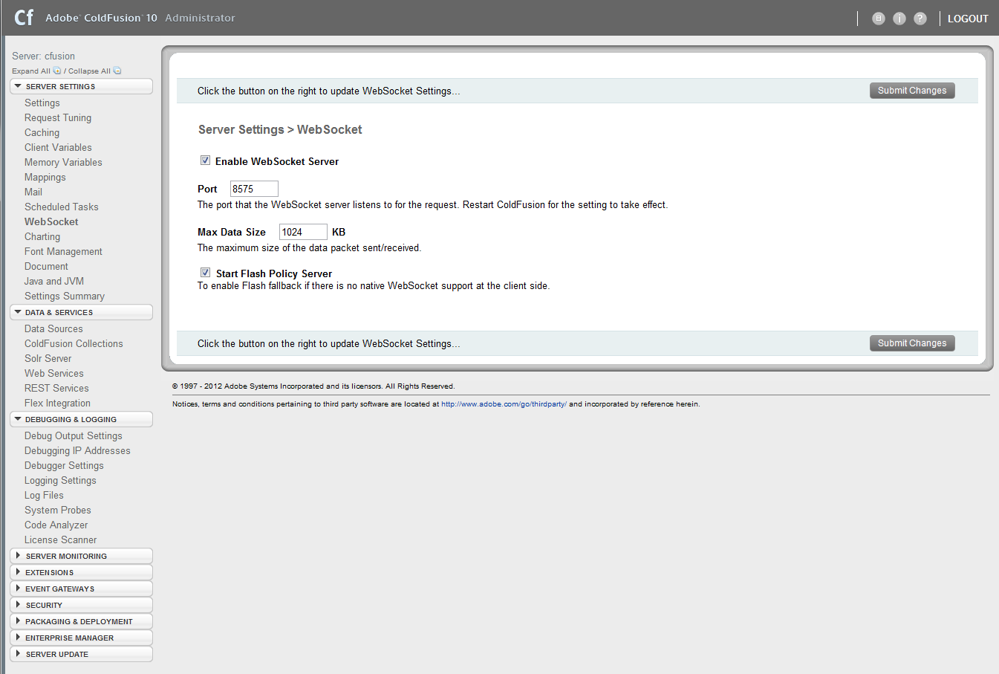 Cf Adobe® ColdFusion® 10 Administrator
LOGOUT
Server: cfusion
Expand All / Collapse All
SERVER SETTINGS
Settings
Request Tuning
Caching
Client Variables
Memory Variables
Mappings
Mail
Scheduled Tasks
WebSocket
Charting
Font Management
Document
Java and JVM
Settings Summary
DATA & SERVICES
Data Sources
ColdFusion Collections
Solr Server
Web Services
REST Services
Flex Integration
DEBUGGING & LOGGING
Debug Output Settings
Debugging IP Addresses
Debugger Settings
Logging Settings
Log Files
System Probes
Code Analyzer
License Scanner
SERVER MONITORING
EXTENSIONS
EVENT GATEWAYS
SECURITY
PACKAGING & DEPLOYMENT
ENTERPRISE MANAGER
SERVER UPDATE
Click the button on the right to update WebSocket Settings...
Submit Changes
Server Settings > WebSocket
Enable WebSocket Server
Port 8575
The port that the WebSocket server listens to for the request. Restart ColdFusion for the setting to take effect.
Max Data Size 1024 KB
The maximum size of the data packet sent/received.
Start Flash Policy Server
To enable Flash fallback if there is no native WebSocket support at the client side.
Click the button on the right to update WebSocket Settings...
Submit Changes
© 1997 - 2012 Adobe Systems Incorporated and its licensors. All Rights Reserved.
Notices, terms and conditions pertaining to third party software are located at http://www.adobe.com/go/thirdparty/ and incorporated by reference herein.